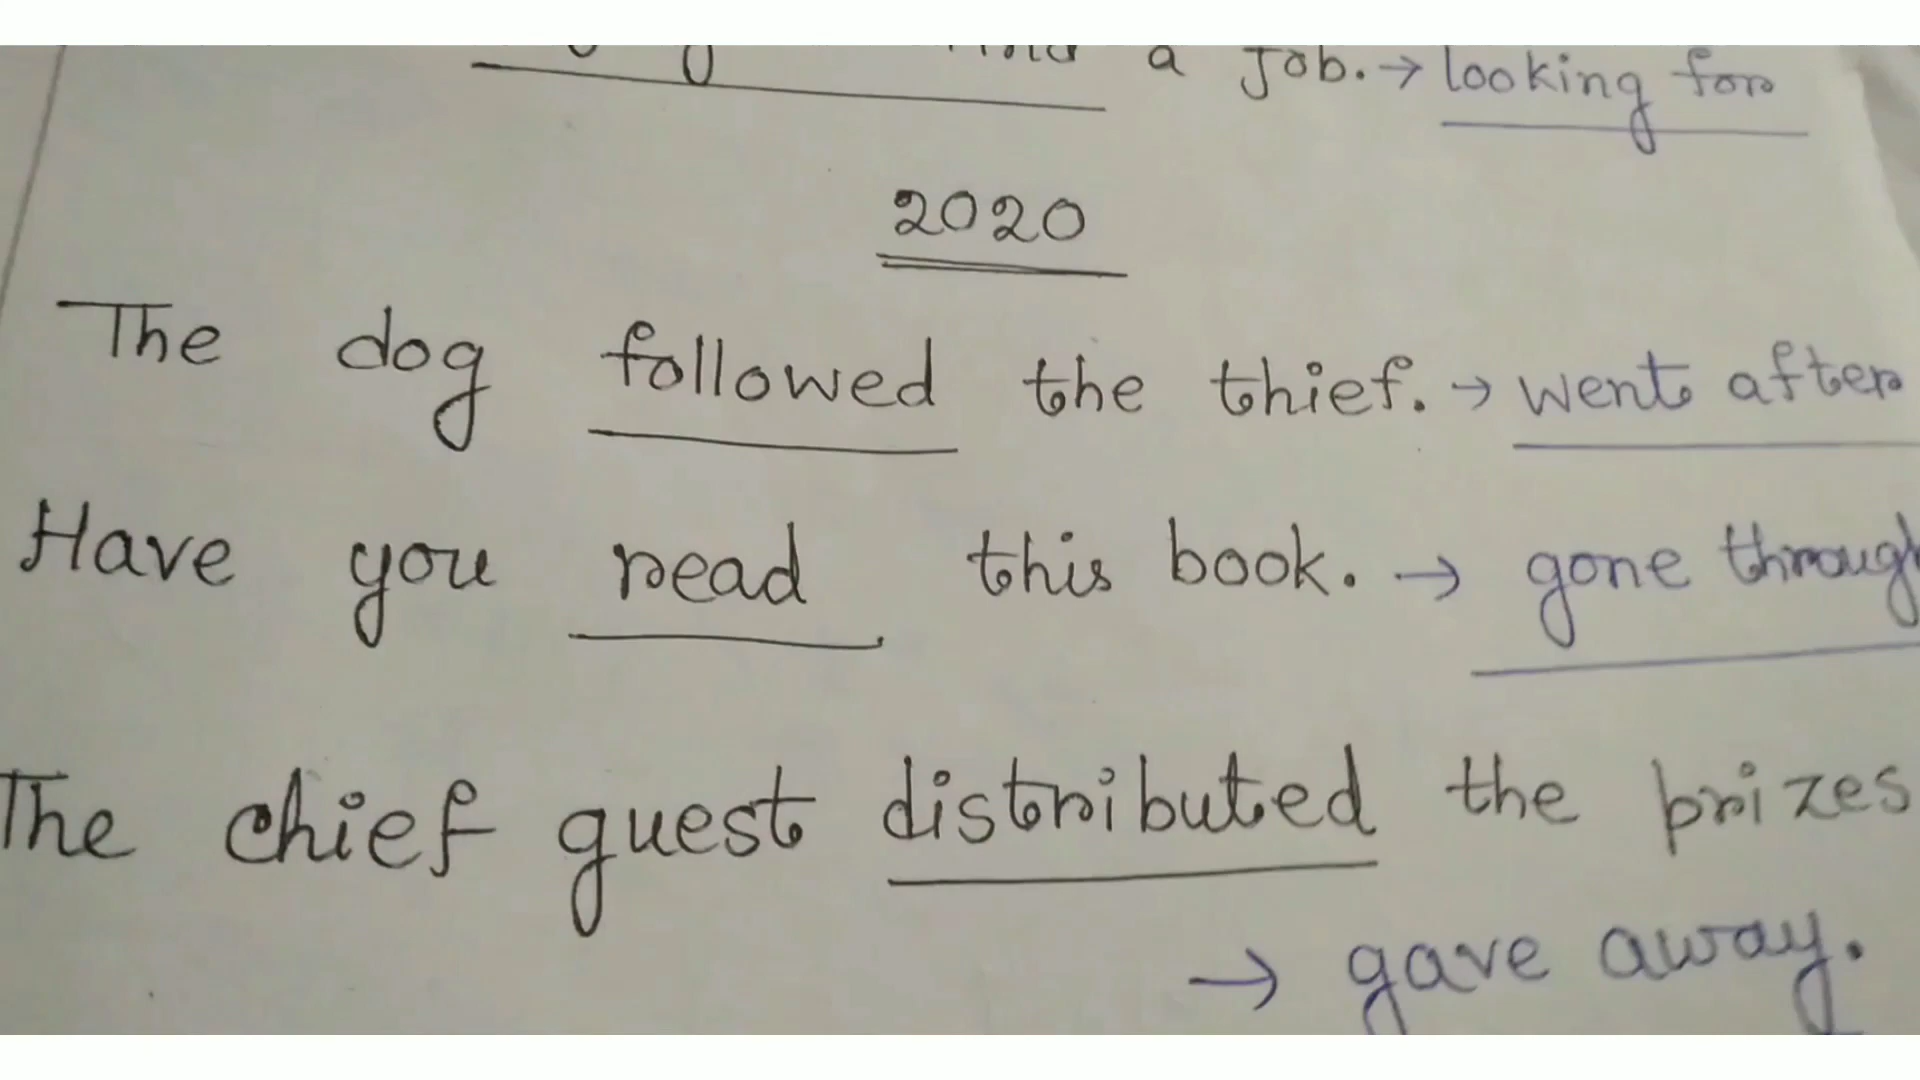 a Job. → looking for
2020
The dog followed the thief. → went after
Have you read this book. → gone through
The chief guest distributed the prizes
→ gave away.